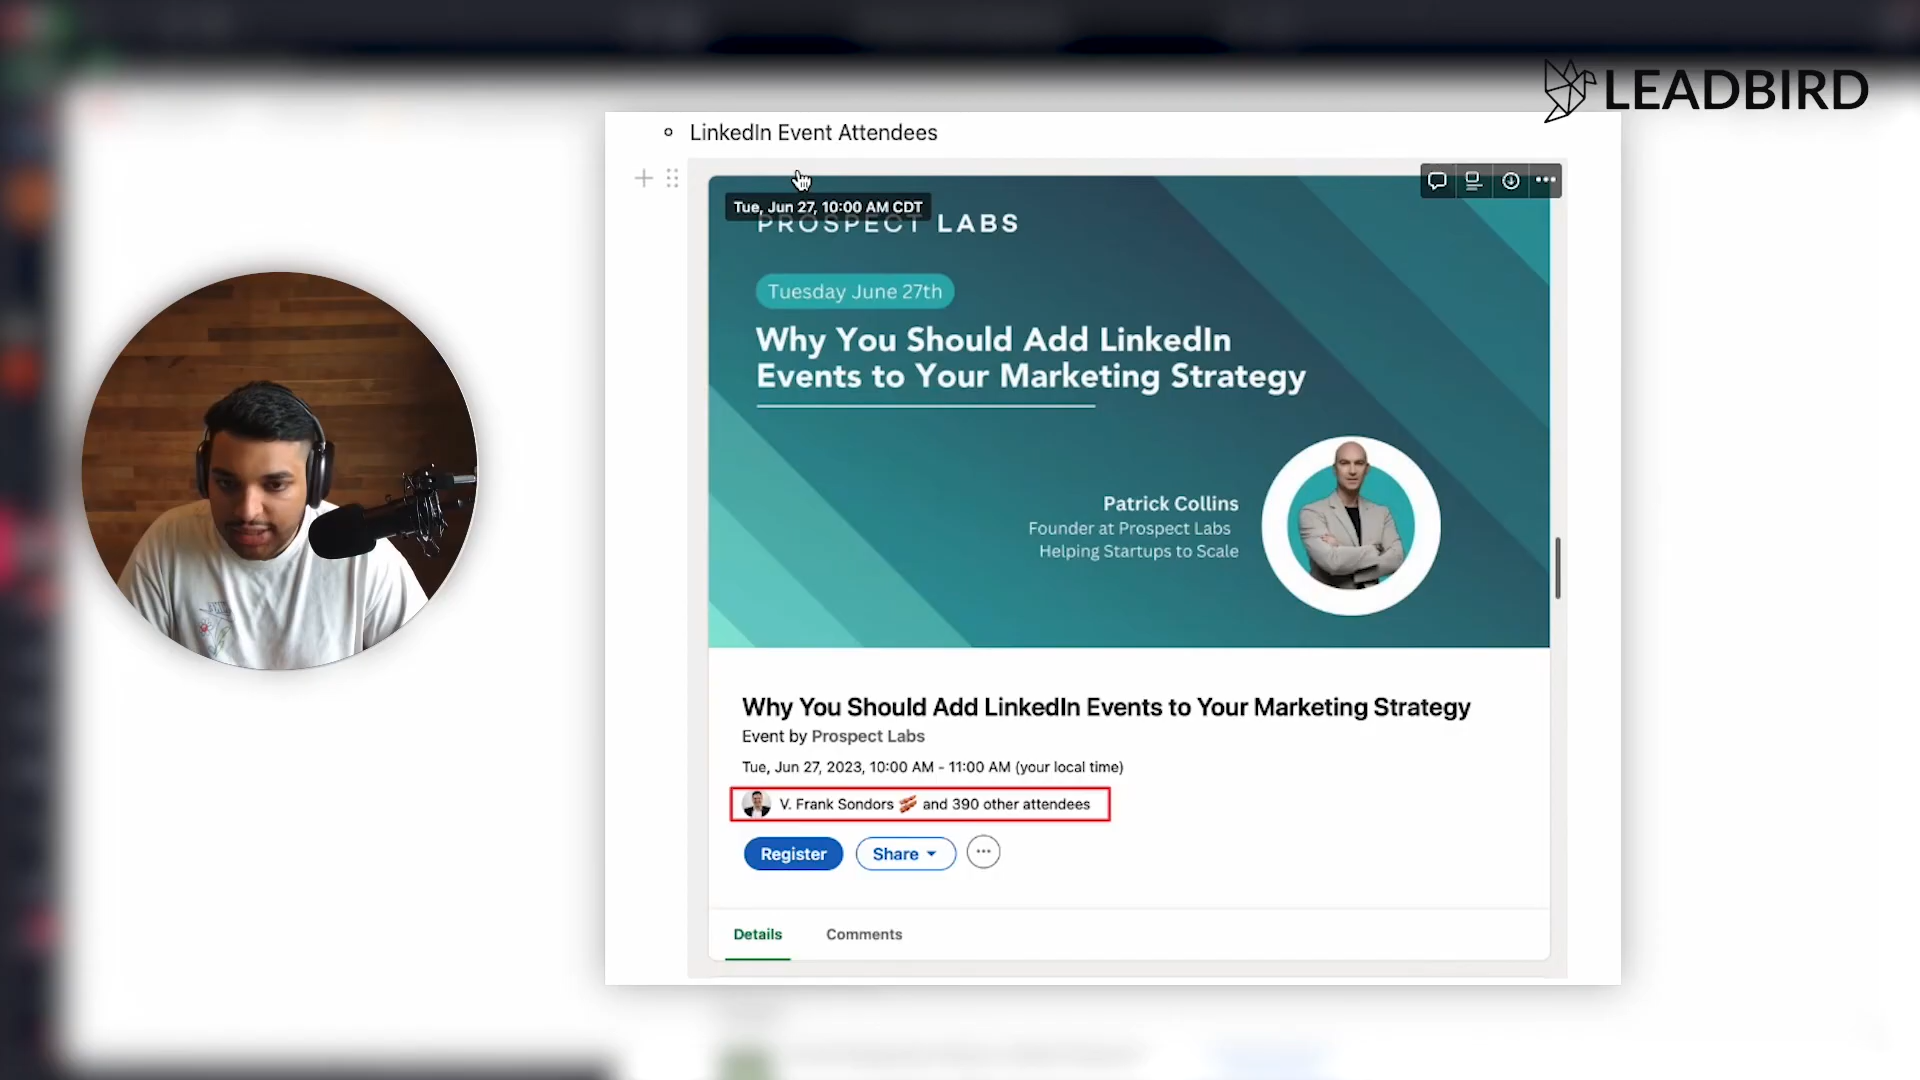 LEADBIRD
LinkedIn Event Attendees
Tue, Jun 27, 10:00 AM CDT
PROSPECT LABS
Tuesday June 27th
Why You Should Add LinkedIn
Events to Your Marketing Strategy
Patrick Collins
Founder at Prospect Labs
Helping Startups to Scale
Why You Should Add LinkedIn Events to Your Marketing Strategy
Event by Prospect Labs
Tue, Jun 27, 2023, 10:00 AM - 11:00 AM (your local time)
V. Frank Sondors 🥓 and 390 other attendees
Register
Share
Details
Comments